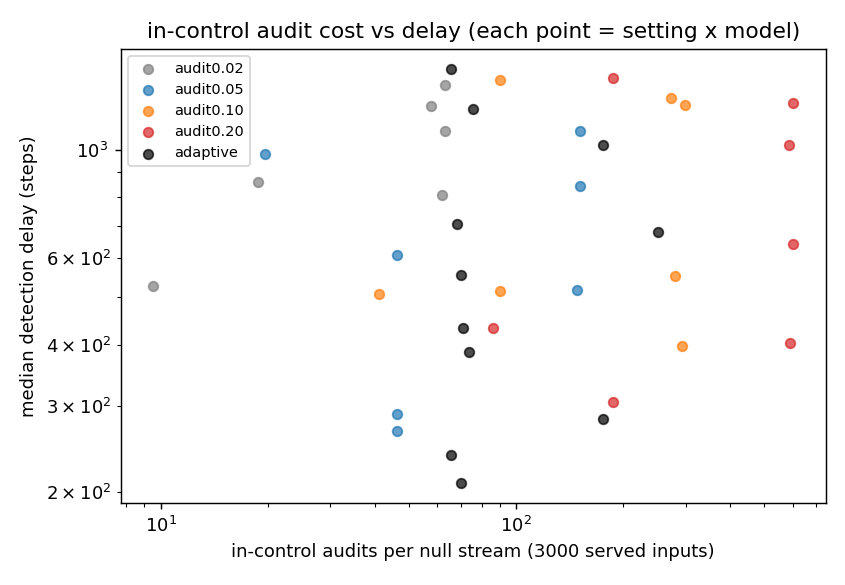 in-control audit cost vs delay (each point = setting x model)
audit0.02
audit0.05
audit0.10
audit0.20
adaptive
median detection delay (steps)
10³
6 × 10²
4 × 10²
3 × 10²
2 × 10²
10¹
10²
in-control audits per null stream (3000 served inputs)